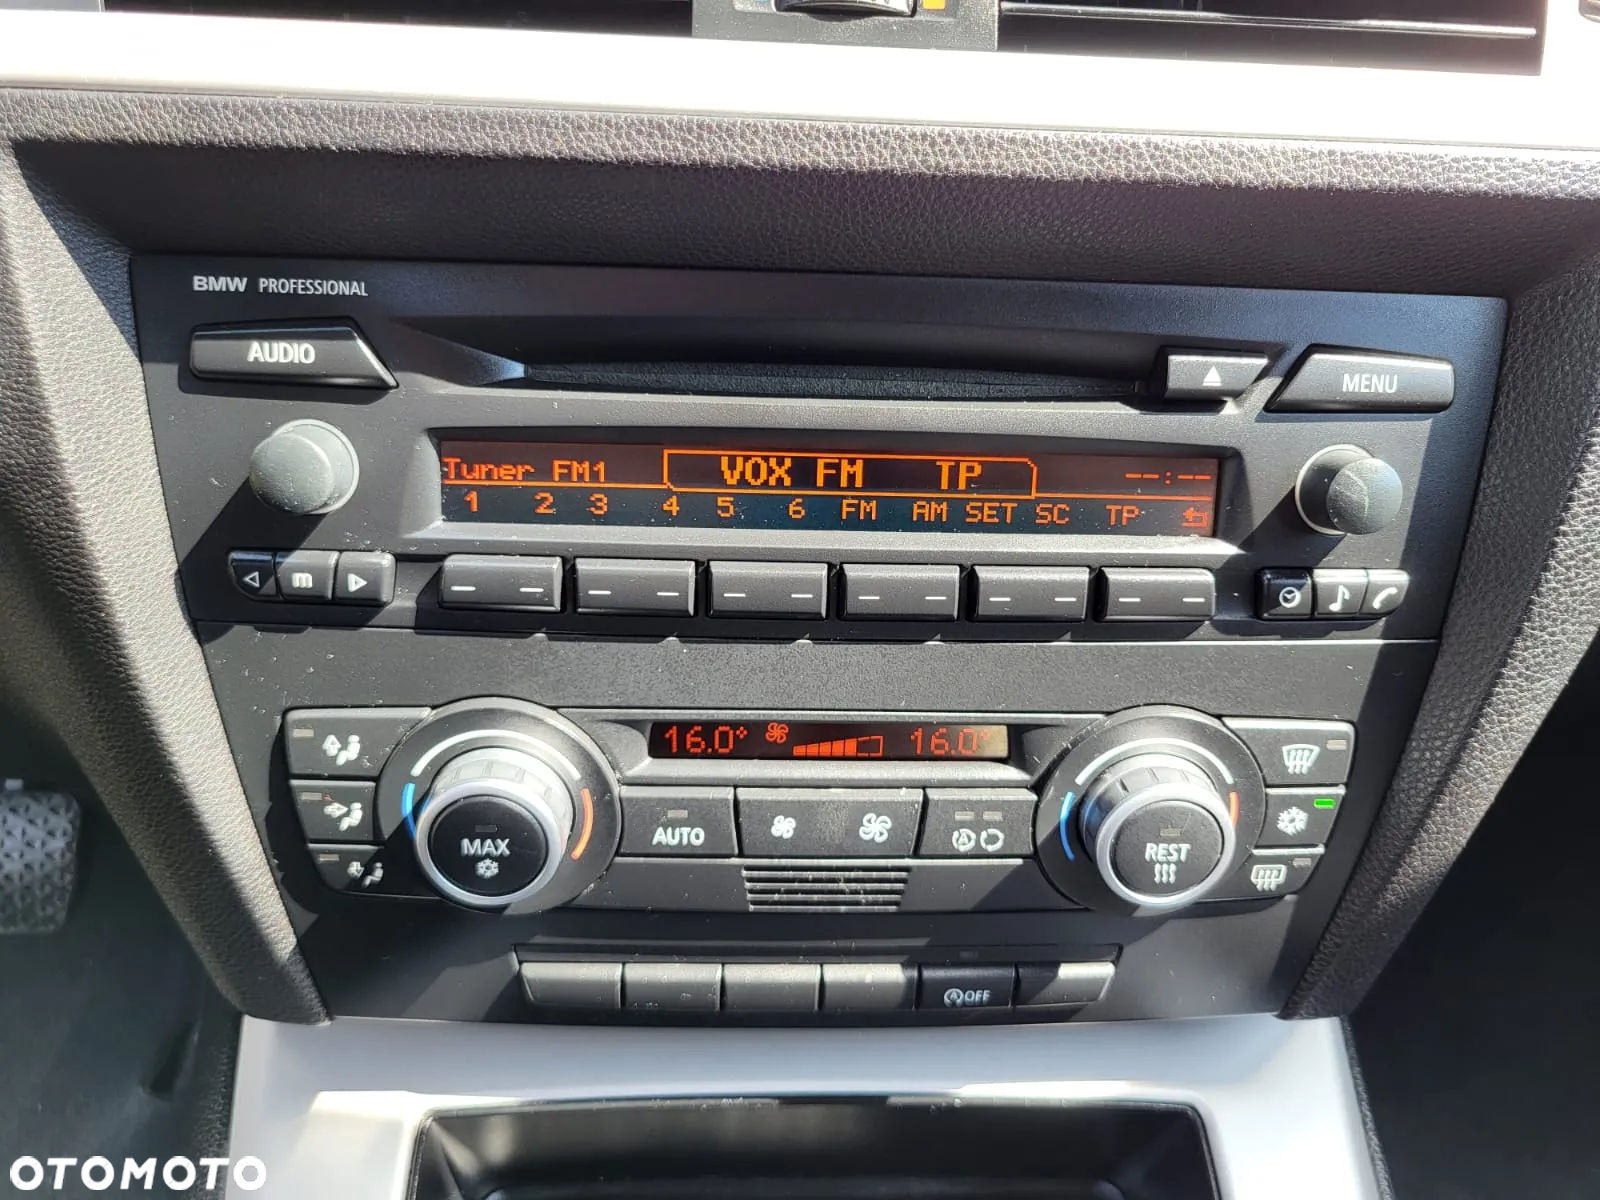 BMW PROFESSIONAL
AUDIO
MENU
Tuner FM1 VOX FM TP --:--
1 2 3 4 5 6 FM AM SET SC TP
m
16.0° 16.0°
MAX
AUTO
A
REST
A OFF
OTOMOTO